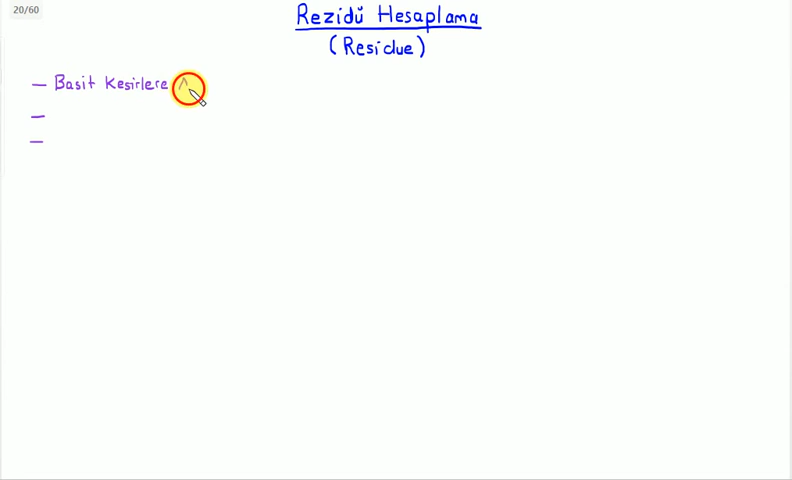 20/60
Rezidü Hesaplama
(Residue)
— Basit Kesirlere
—
—